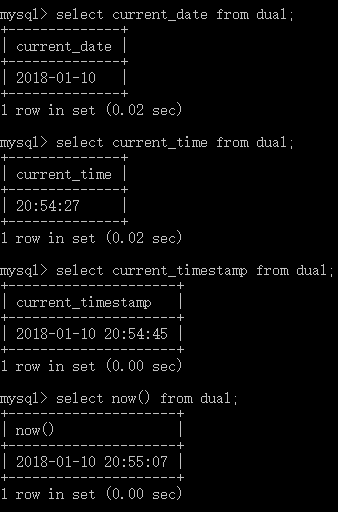 mysql> select current_date from dual;
+--------------+
| current_date |
+--------------+
| 2018-01-10   |
+--------------+
1 row in set (0.02 sec)
mysql> select current_time from dual;
+--------------+
| current_time |
+--------------+
| 20:54:27     |
+--------------+
1 row in set (0.02 sec)
mysql> select current_timestamp from dual;
+---------------------+
| current_timestamp   |
+---------------------+
| 2018-01-10 20:54:45 |
+---------------------+
1 row in set (0.00 sec)
mysql> select now() from dual;
+---------------------+
| now()               |
+---------------------+
| 2018-01-10 20:55:07 |
+---------------------+
1 row in set (0.00 sec)